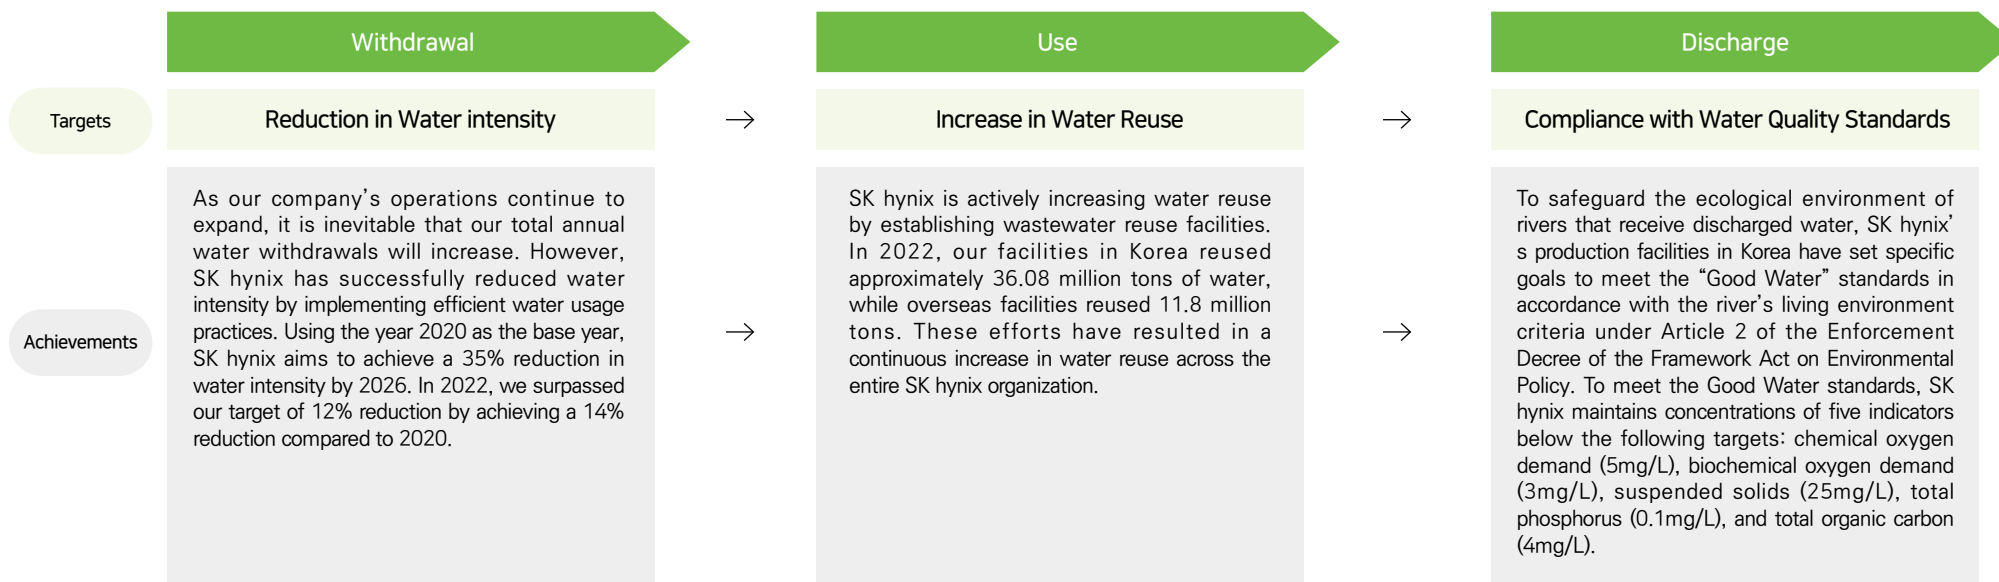 Withdrawal
Use
Discharge
Targets
Reduction in Water intensity
→
Increase in Water Reuse
→
Compliance with Water Quality Standards
Achievements
As our company’s operations continue to
expand, it is inevitable that our total annual
water withdrawals will increase. However,
SK hynix has successfully reduced water
intensity by implementing efficient water usage
practices. Using the year 2020 as the base year,
SK hynix aims to achieve a 35% reduction in
water intensity by 2026. In 2022, we surpassed
our target of 12% reduction by achieving a 14%
reduction compared to 2020.
→
SK hynix is actively increasing water reuse
by establishing wastewater reuse facilities.
In 2022, our facilities in Korea reused
approximately 36.08 million tons of water,
while overseas facilities reused 11.8 million
tons. These efforts have resulted in a
continuous increase in water reuse across the
entire SK hynix organization.
→
To safeguard the ecological environment of
rivers that receive discharged water, SK hynix’
s production facilities in Korea have set specific
goals to meet the “Good Water” standards in
accordance with the river’s living environment
criteria under Article 2 of the Enforcement
Decree of the Framework Act on Environmental
Policy. To meet the Good Water standards, SK
hynix maintains concentrations of five indicators
below the following targets: chemical oxygen
demand (5mg/L), biochemical oxygen demand
(3mg/L), suspended solids (25mg/L), total
phosphorus (0.1mg/L), and total organic carbon
(4mg/L).